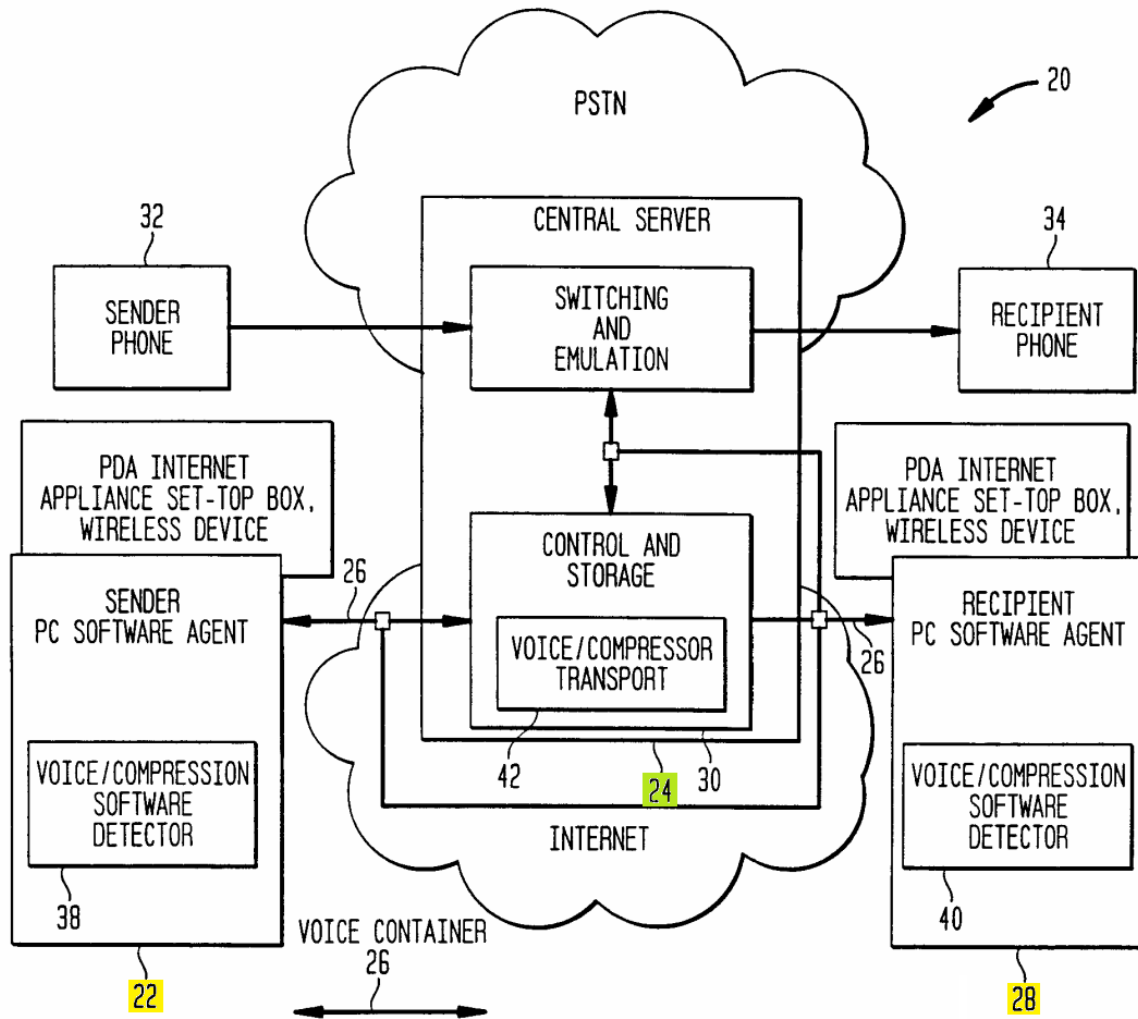 PSTN
20
CENTRAL SERVER
32
34
SENDER
PHONE
SWITCHING
AND
EMULATION
RECIPIENT
PHONE
PDA INTERNET
APPLIANCE SET-TOP BOX,
WIRELESS DEVICE
PDA INTERNET
APPLIANCE SET-TOP BOX,
WIRELESS DEVICE
SENDER
PC SOFTWARE AGENT
26
CONTROL AND
STORAGE
VOICE/COMPRESSOR
TRANSPORT
26
RECIPIENT
PC SOFTWARE AGENT
VOICE/COMPRESSION
SOFTWARE
DETECTOR
42
24
30
VOICE/COMPRESSION
SOFTWARE
DETECTOR
INTERNET
38
40
VOICE CONTAINER
26
22
28